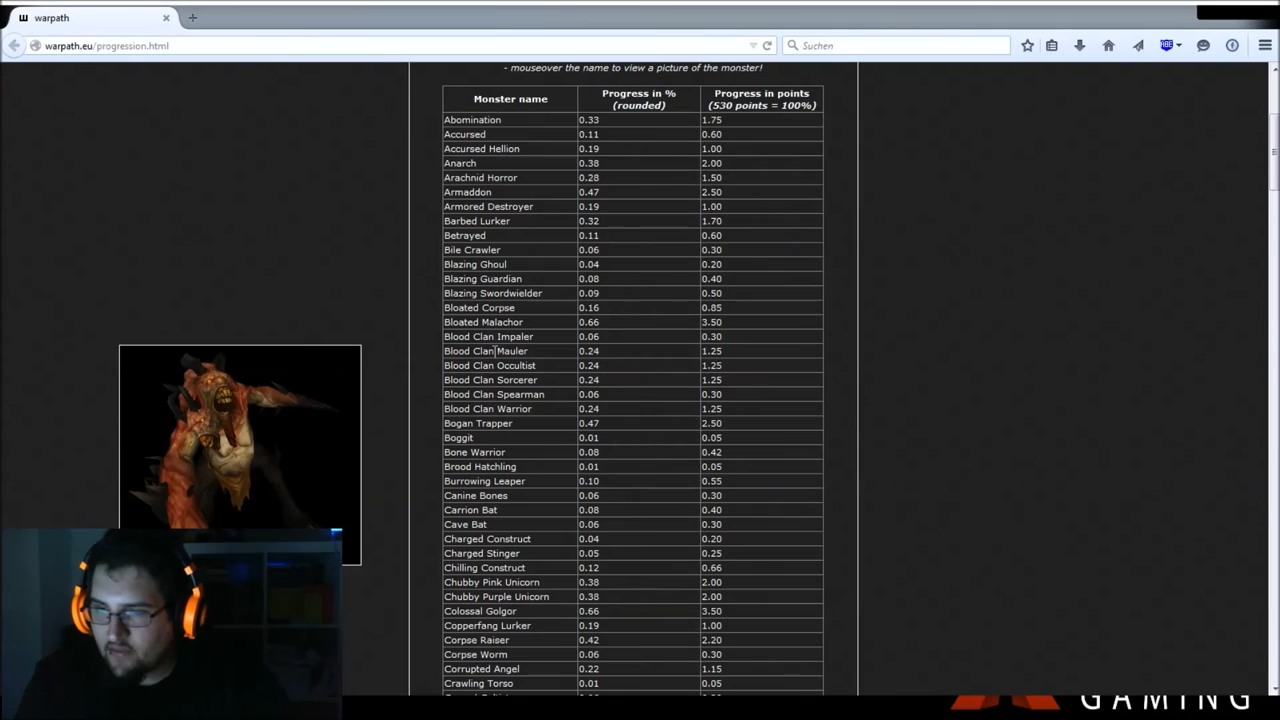 warpath
warpath.eu/progression.html
Suchen
ABE
- mouseover the name to view a picture of the monster!
Monster name Progress in % (rounded) Progress in points (530 points = 100%)
Abomination 0.33 1.75
Accursed 0.11 0.60
Accursed Hellion 0.19 1.00
Anarch 0.38 2.00
Arachnid Horror 0.28 1.50
Armaddon 0.47 2.50
Armored Destroyer 0.19 1.00
Barbed Lurker 0.32 1.70
Betrayed 0.11 0.60
Bile Crawler 0.06 0.30
Blazing Ghoul 0.04 0.20
Blazing Guardian 0.08 0.40
Blazing Swordwielder 0.09 0.50
Bloated Corpse 0.16 0.85
Bloated Malachor 0.66 3.50
Blood Clan Impaler 0.06 0.30
Blood Clan Mauler 0.24 1.25
Blood Clan Occultist 0.24 1.25
Blood Clan Sorcerer 0.24 1.25
Blood Clan Spearman 0.06 0.30
Blood Clan Warrior 0.24 1.25
Bogan Trapper 0.47 2.50
Boggit 0.01 0.05
Bone Warrior 0.08 0.42
Brood Hatchling 0.01 0.05
Burrowing Leaper 0.10 0.55
Canine Bones 0.06 0.30
Carrion Bat 0.08 0.40
Cave Bat 0.06 0.30
Charged Construct 0.04 0.20
Charged Stinger 0.05 0.25
Chilling Construct 0.12 0.66
Chubby Pink Unicorn 0.38 2.00
Chubby Purple Unicorn 0.38 2.00
Colossal Golgor 0.66 3.50
Copperfang Lurker 0.19 1.00
Corpse Raiser 0.42 2.20
Corpse Worm 0.06 0.30
Corrupted Angel 0.22 1.15
Crawling Torso 0.01 0.05
GAMING